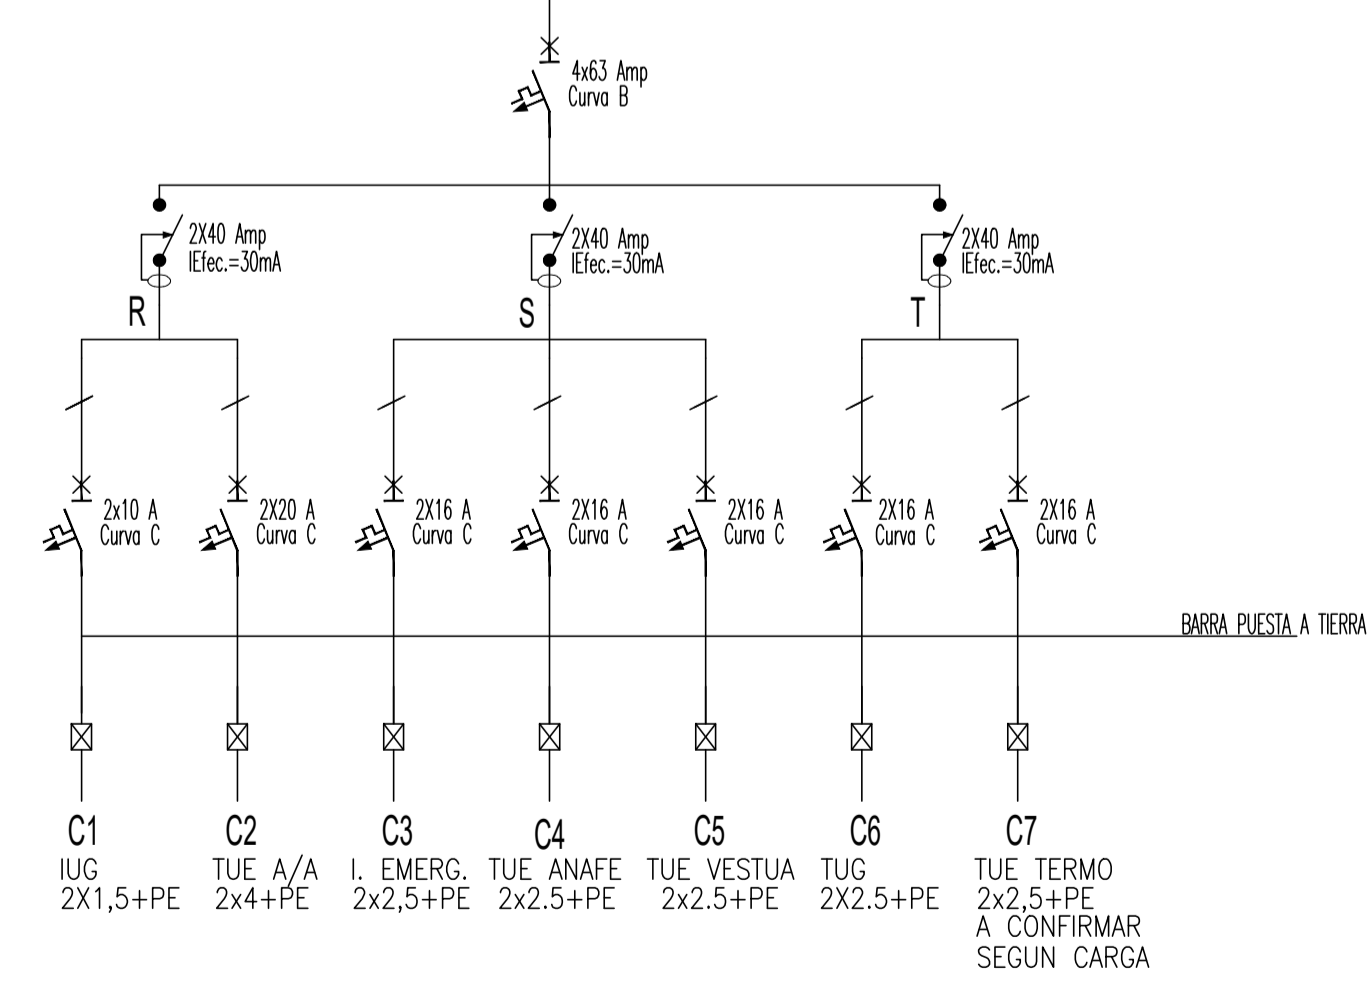 4x63 Amp
Curva B
2X40 Amp
IEfec.=30mA
2X40 Amp
IEfec.=30mA
2X40 Amp
IEfec.=30mA
R
S
T
2x10 A
Curva C
2X20 A
Curva C
2X16 A
Curva C
2X16 A
Curva C
2X16 A
Curva C
2X16 A
Curva C
2X16 A
Curva C
BARRA PUESTA A TIERRA
C1
IUG
2X1,5+PE
C2
TUE A/A
2x4+PE
C3
I. EMERG.
2x2,5+PE
C4
TUE ANAFE
2x2.5+PE
C5
TUE VESTUA
2x2.5+PE
C6
TUG
2X2.5+PE
C7
TUE TERMO
2x2,5+PE
A CONFIRMAR
SEGUN CARGA